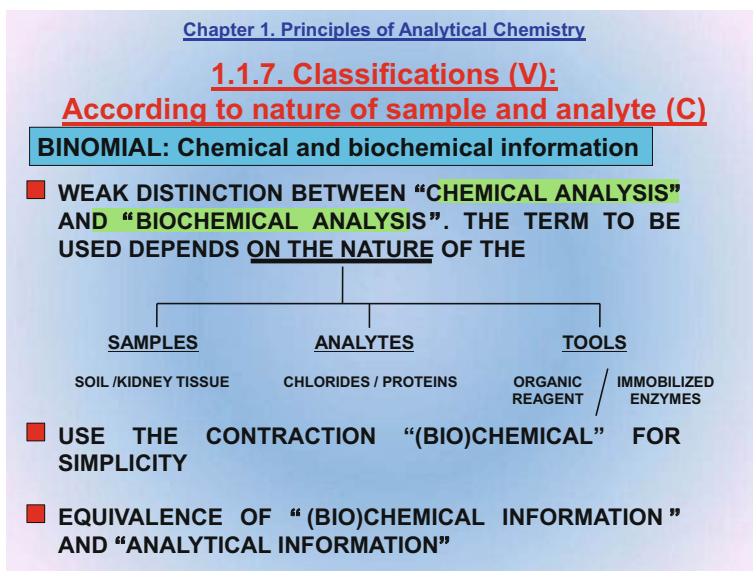 Chapter 1. Principles of Analytical Chemistry
1.1.7. Classifications (V):
According to nature of sample and analyte (C)
BINOMIAL: Chemical and biochemical information
WEAK DISTINCTION BETWEEN “CHEMICAL ANALYSIS”
AND “BIOCHEMICAL ANALYSIS”. THE TERM TO BE
USED DEPENDS ON THE NATURE OF THE
SAMPLES ANALYTES TOOLS
SOIL /KIDNEY TISSUE CHLORIDES / PROTEINS ORGANIC / IMMOBILIZED
REAGENT ENZYMES
USE THE CONTRACTION “(BIO)CHEMICAL” FOR
SIMPLICITY
EQUIVALENCE OF “ (BIO)CHEMICAL INFORMATION ”
AND “ANALYTICAL INFORMATION”